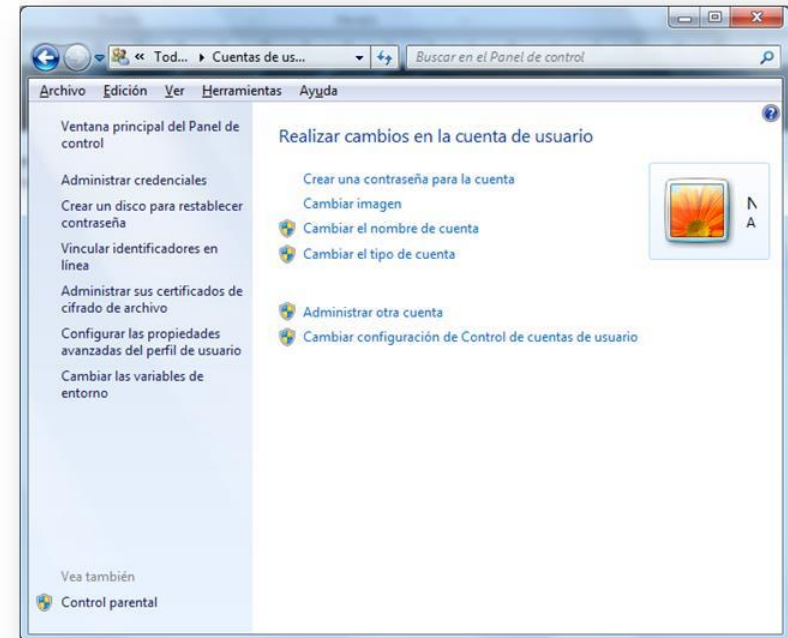 « Tod... ▸ Cuentas de us...
Buscar en el Panel de control
Archivo Edición Ver Herramientas Ayuda
Ventana principal del Panel de
control
Administrar credenciales
Crear un disco para restablecer
contraseña
Vincular identificadores en
línea
Administrar sus certificados de
cifrado de archivo
Configurar las propiedades
avanzadas del perfil de usuario
Cambiar las variables de
entorno
Vea también
Control parental
Realizar cambios en la cuenta de usuario
Crear una contraseña para la cuenta
Cambiar imagen
Cambiar el nombre de cuenta
Cambiar el tipo de cuenta
Administrar otra cuenta
Cambiar configuración de Control de cuentas de usuario
A